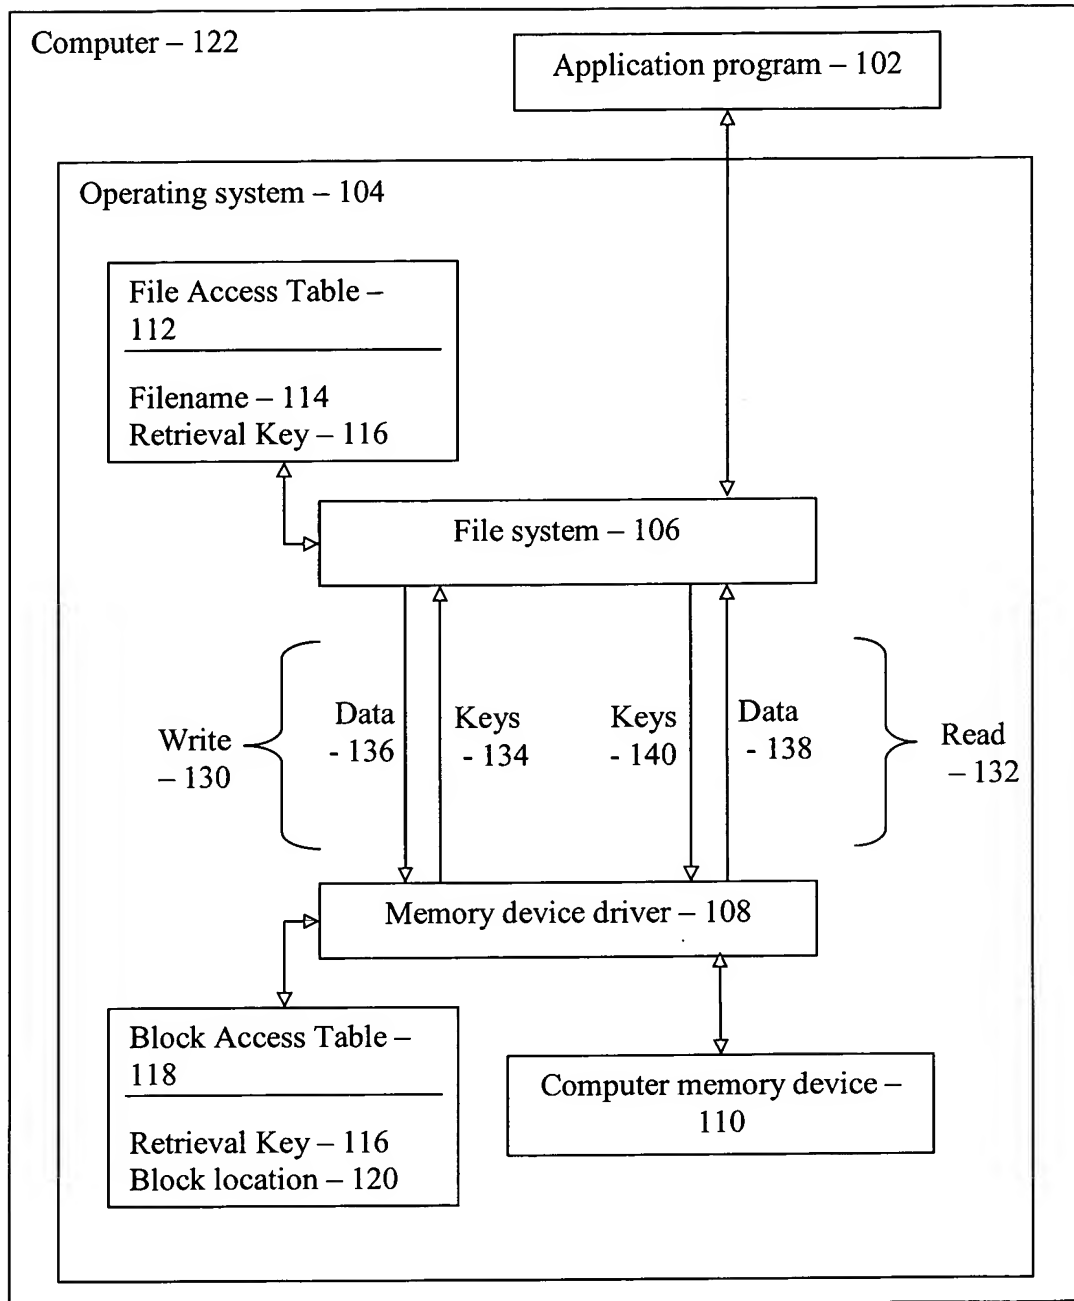 Computer – 122
Application program – 102
Operating system – 104
File Access Table –
112
Filename – 114
Retrieval Key – 116
File system – 106
Write
– 130
Data
- 136
Keys
- 134
Keys
- 140
Data
- 138
Read
– 132
Memory device driver – 108
Block Access Table –
118
Retrieval Key – 116
Block location – 120
Computer memory device –
110